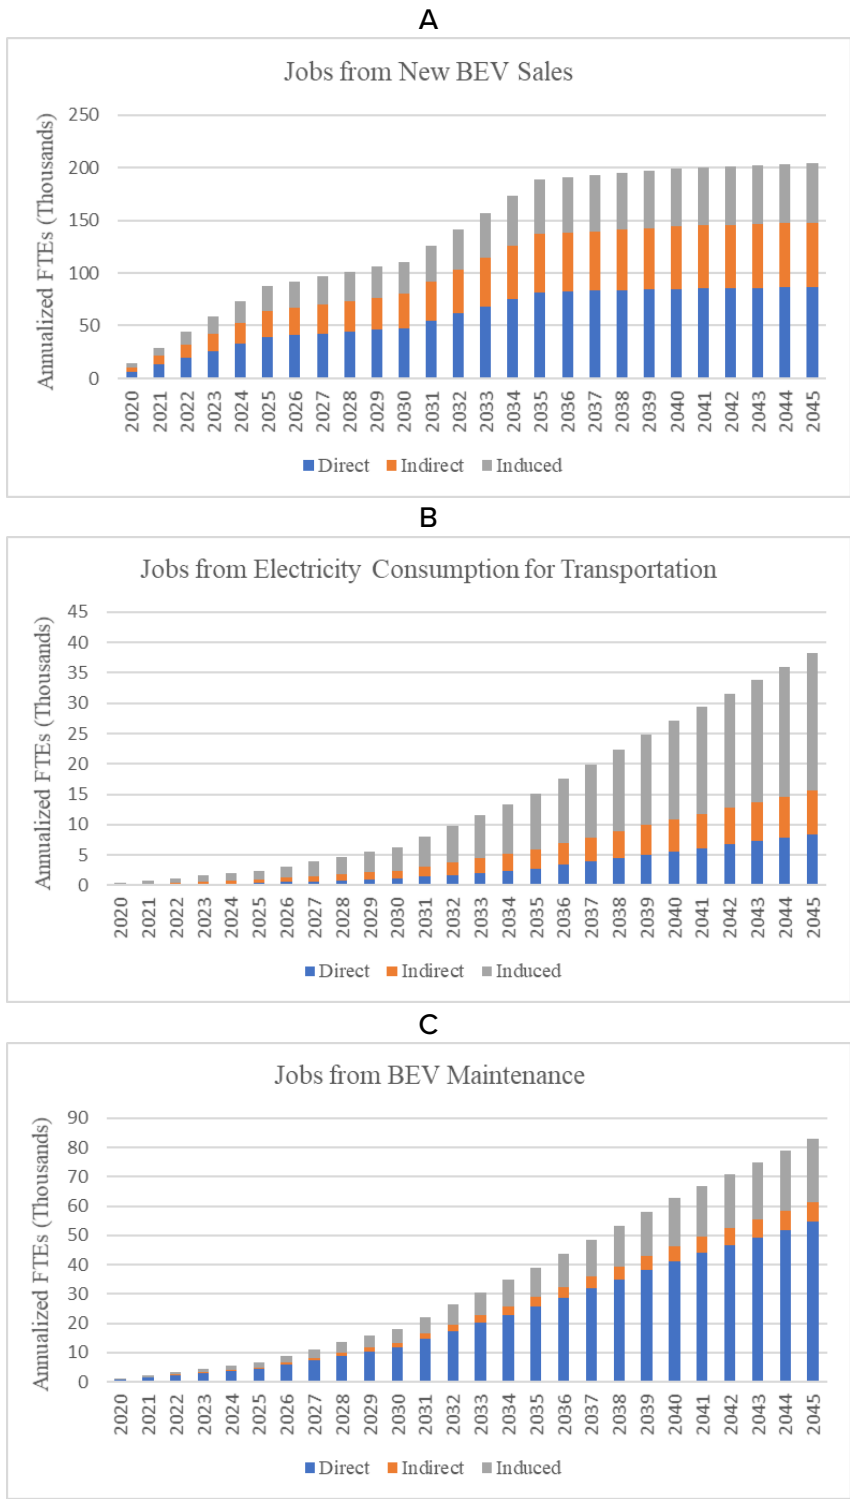 A
Jobs from New BEV Sales
Annualized FTEs (Thousands)
250
200
150
100
50
0
2020 2021 2022 2023 2024 2025 2026 2027 2028 2029 2030 2031 2032 2033 2034 2035 2036 2037 2038 2039 2040 2041 2042 2043 2044 2045
Direct Indirect Induced
B
Jobs from Electricity Consumption for Transportation
Annualized FTEs (Thousands)
45
40
35
30
25
20
15
10
5
0
2020 2021 2022 2023 2024 2025 2026 2027 2028 2029 2030 2031 2032 2033 2034 2035 2036 2037 2038 2039 2040 2041 2042 2043 2044 2045
Direct Indirect Induced
C
Jobs from BEV Maintenance
Annualized FTEs (Thousands)
90
80
70
60
50
40
30
20
10
0
2020 2021 2022 2023 2024 2025 2026 2027 2028 2029 2030 2031 2032 2033 2034 2035 2036 2037 2038 2039 2040 2041 2042 2043 2044 2045
Direct Indirect Induced